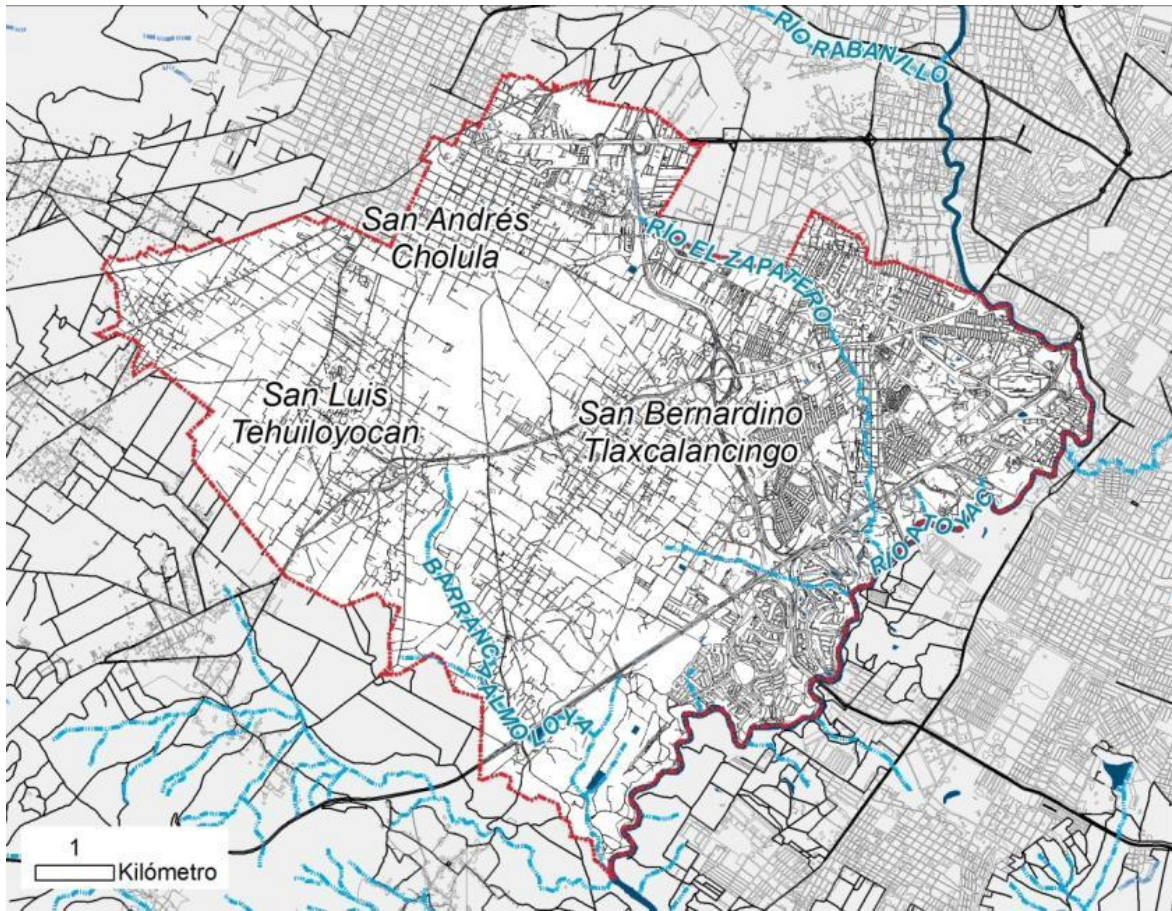 RÍO RABANILLO
San Andrés
Cholula
RÍO EL ZAPATERO
San Luis
Tehuiloyocan
San Bernardino
Tlaxcalancingo
RÍO ATOYAC
BARRANCA ALMOLOYA
1
Kilómetro